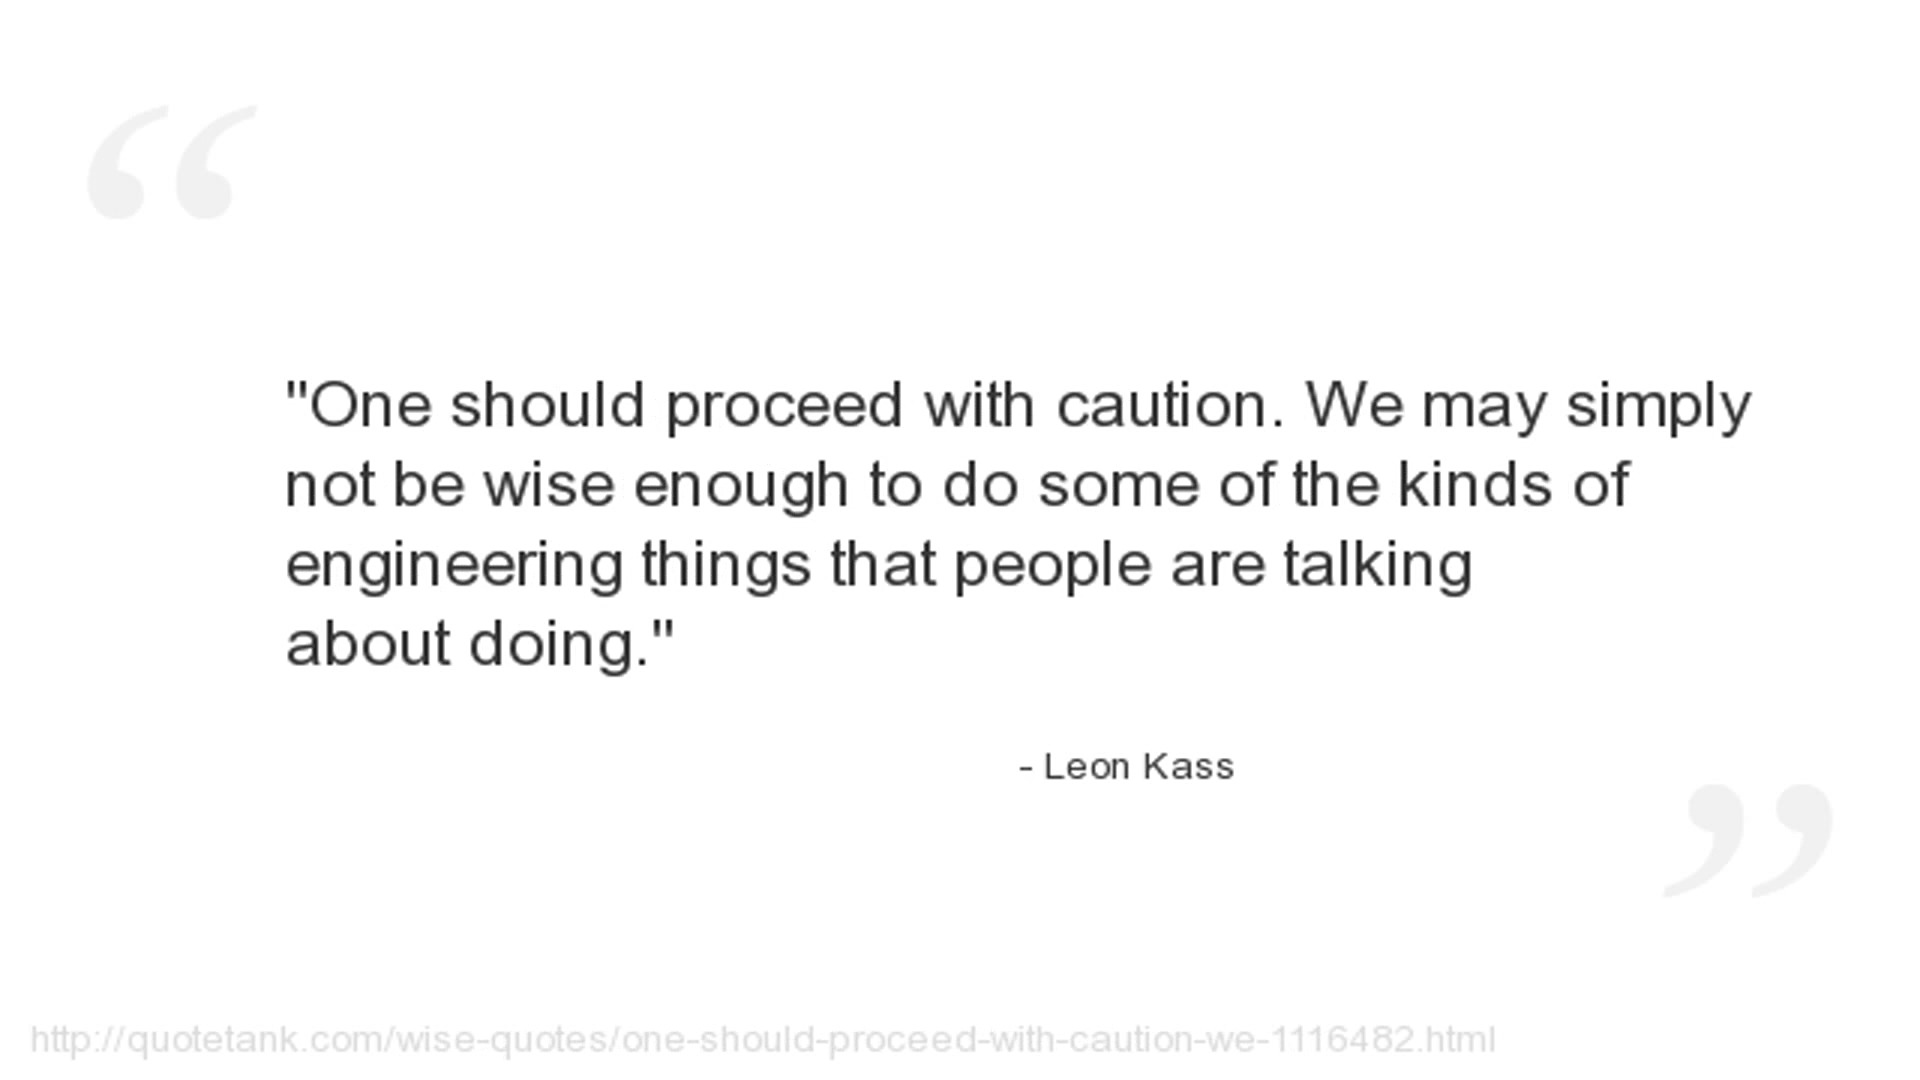 "One should proceed with caution. We may simply
not be wise enough to do some of the kinds of
engineering things that people are talking
about doing."
- Leon Kass
http://quotetank.com/wise-quotes/one-should-proceed-with-caution-we-1116482.html